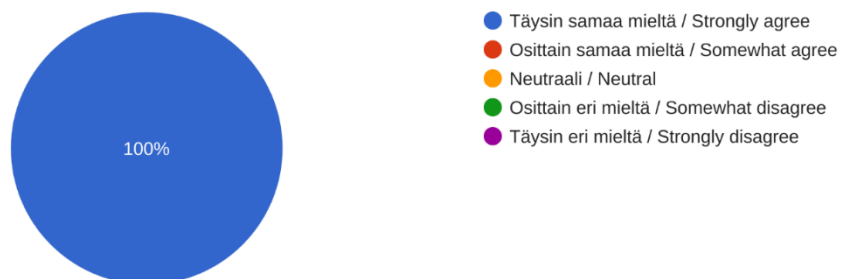 100%
Täysin samaa mieltä / Strongly agree
Osittain samaa mieltä / Somewhat agree
Neutraali / Neutral
Osittain eri mieltä / Somewhat disagree
Täysin eri mieltä / Strongly disagree